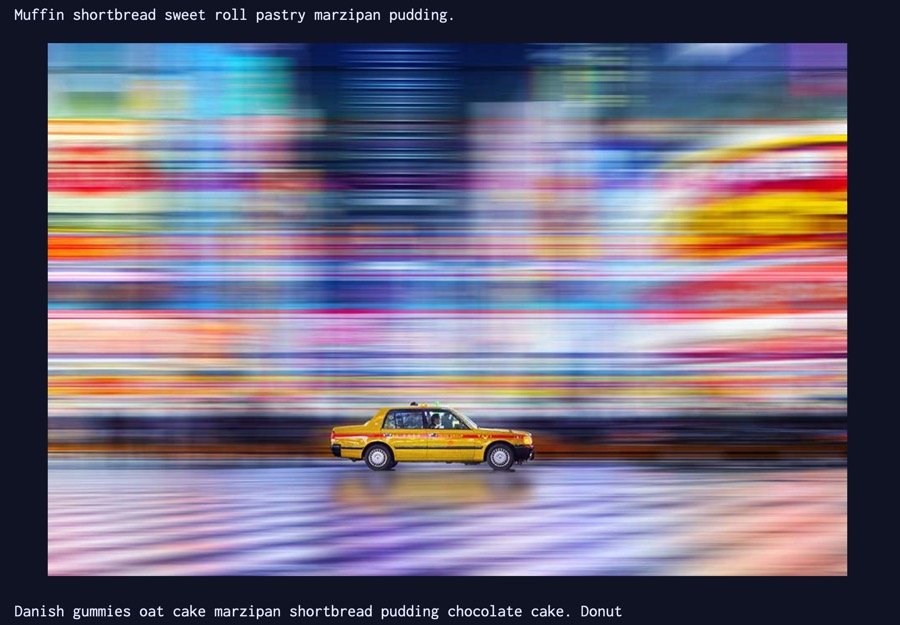 Muffin shortbread sweet roll pastry marzipan pudding.
Danish gummies oat cake marzipan shortbread pudding chocolate cake. Donut